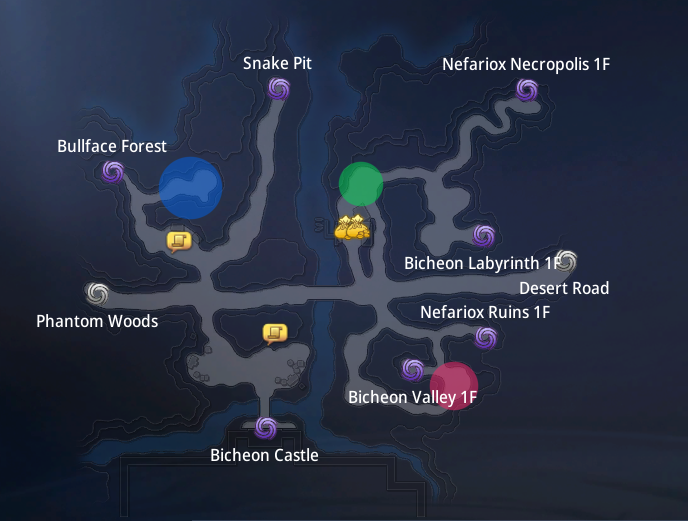 Snake Pit
Nefariox Necropolis 1F
Bullface Forest
Bicheon Labyrinth 1F
Desert Road
Phantom Woods
Nefariox Ruins 1F
Bicheon Valley 1F
Bicheon Castle